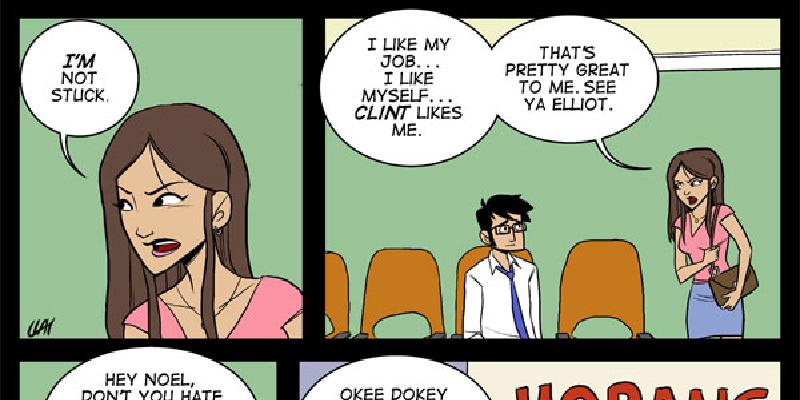 I'M
NOT
STUCK.
I LIKE MY
JOB...
I LIKE
MYSELF...
CLINT LIKES
ME.
THAT'S
PRETTY GREAT
TO ME. SEE
YA ELLIOT.
HEY NOEL,
DON'T YOU HATE
OKEE DOKEY